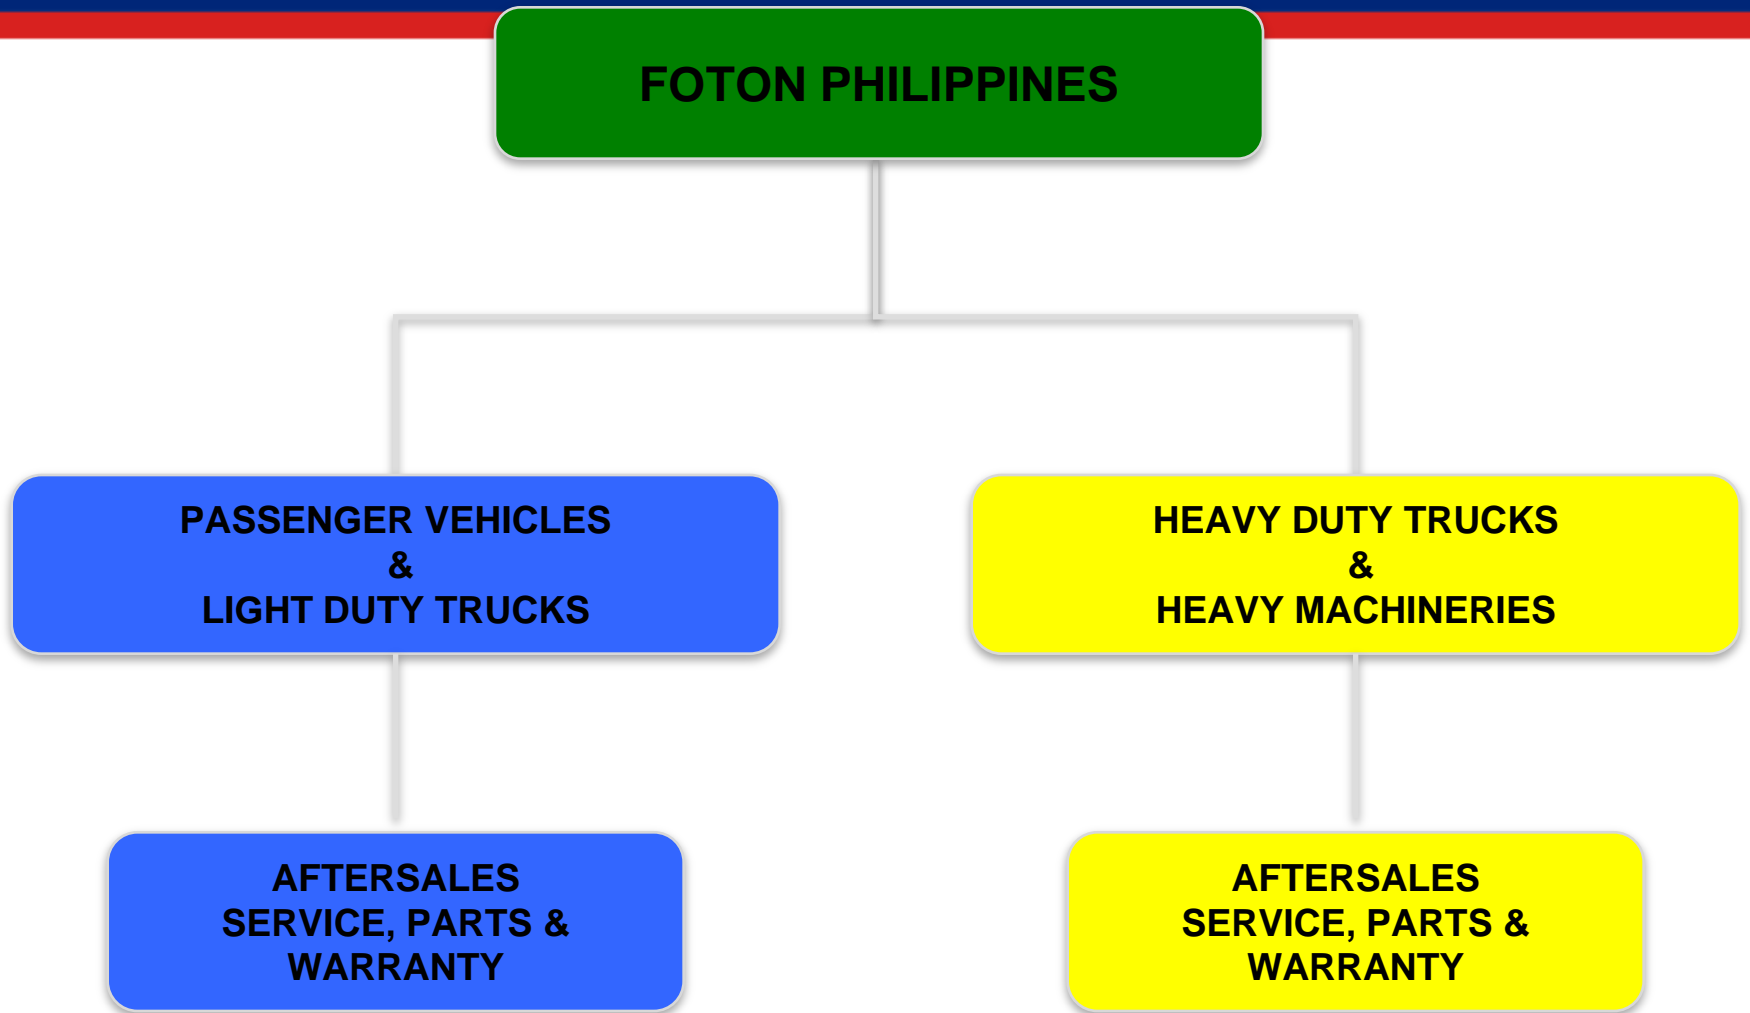 FOTON PHILIPPINES
PASSENGER VEHICLES
&
LIGHT DUTY TRUCKS
HEAVY DUTY TRUCKS
&
HEAVY MACHINERIES
AFTERSALES
SERVICE, PARTS &
WARRANTY
AFTERSALES
SERVICE, PARTS &
WARRANTY